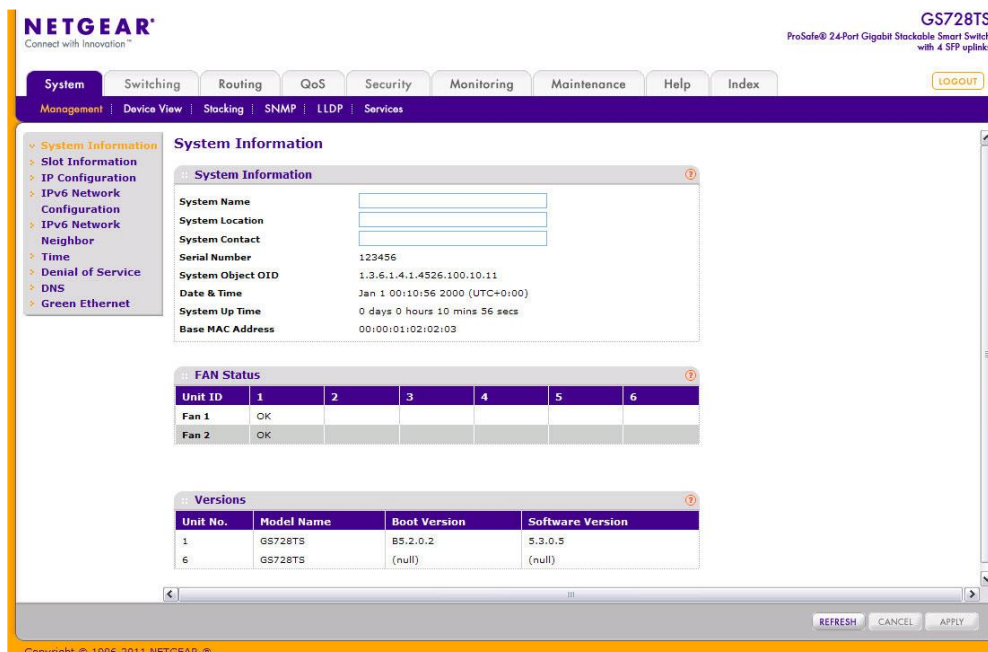 NETGEAR®
Connect with Innovation™
GS728TS
ProSafe® 24-Port Gigabit Stackable Smart Switch
with 4 SFP uplinks
System Switching Routing QoS Security Monitoring Maintenance Help Index LOGOUT
Management Device View Stacking SNMP LLDP Services
System Information
Slot Information
IP Configuration
IPv6 Network
Configuration
IPv6 Network
Neighbor
Time
Denial of Service
DNS
Green Ethernet
System Information
System Information
System Name
System Location
System Contact
Serial Number 123456
System Object OID 1.3.6.1.4.1.4526.100.10.11
Date & Time Jan 1 00:10:56 2000 (UTC+0:00)
System Up Time 0 days 0 hours 10 mins 56 secs
Base MAC Address 00:00:01:02:02:03
FAN Status
Unit ID 1 2 3 4 5 6
Fan 1 OK
Fan 2 OK
Versions
Unit No. Model Name Boot Version Software Version
1 GS728TS B5.2.0.2 5.3.0.5
6 GS728TS (null) (null)
REFRESH CANCEL APPLY
Copyright © 1996-2011 NETGEAR ®